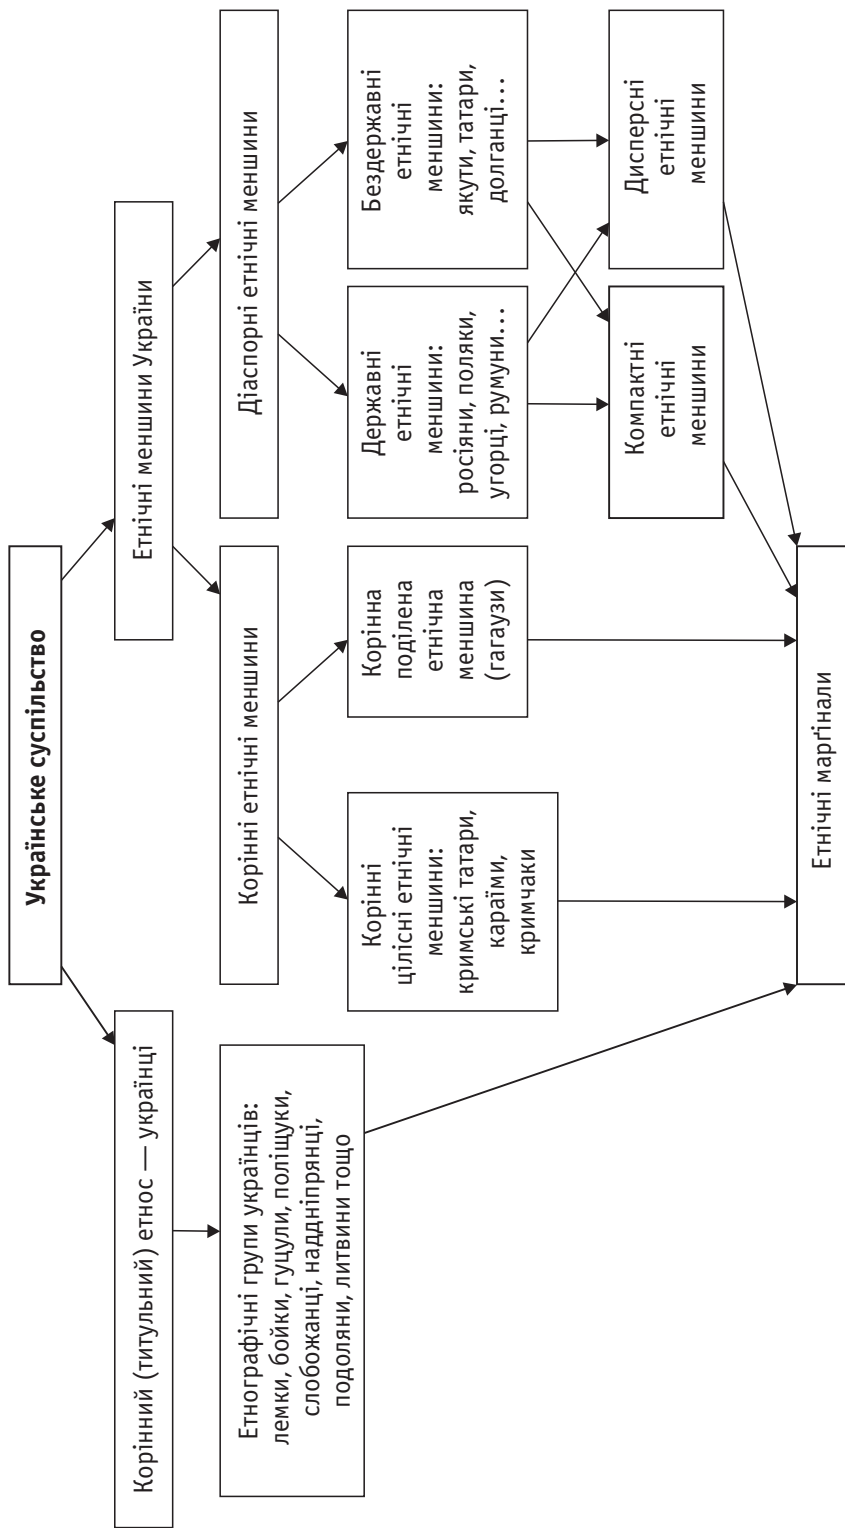 Українське суспільство
Корінний (титульний) етнос — українці
Етнічні меншини України
Етнографічні групи українців:
лемки, бойки, гуцули, поліщуки,
слобожанці, наддніпрянці,
подоляни, литвини тощо
Корінні етнічні меншини
Діаспорні етнічні меншини
Корінні
цілісні етнічні
меншини:
кримські татари,
караїми,
кримчаки
Корінна
поділена
етнічна
меншина
(гагаузи)
Державні
етнічні
меншини:
росіяни, поляки,
угорці, румуни…
Бездержавні
етнічні
меншини:
якути, татари,
долганці…
Компактні
етнічні
меншини
Дисперсні
етнічні
меншини
Етнічні марґінали